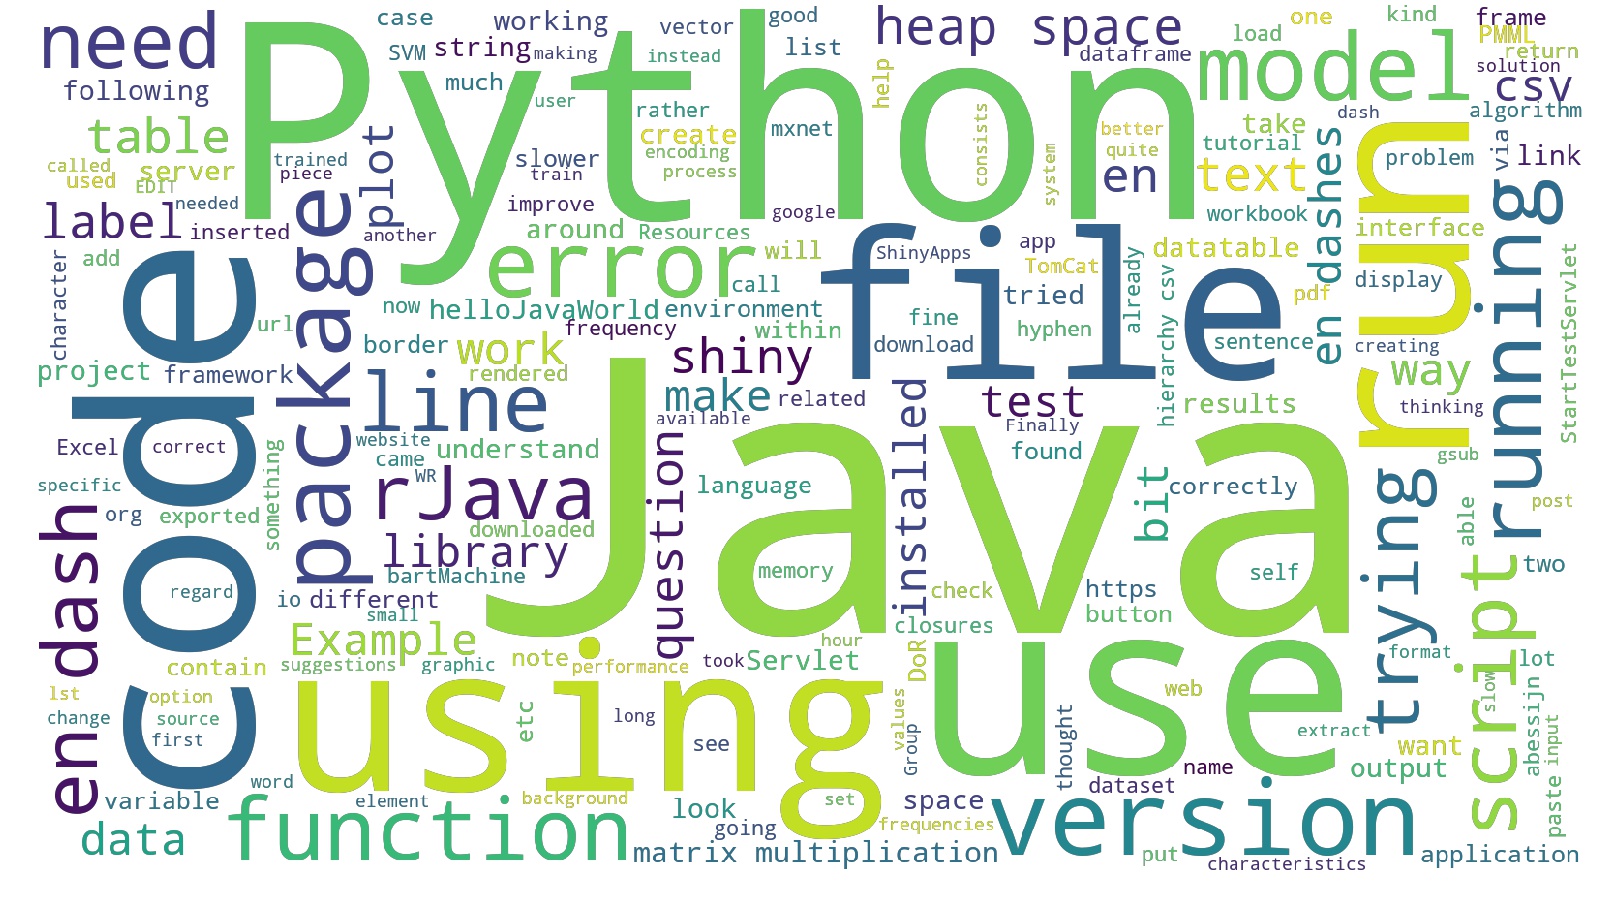 need
Python
case
working
vector
good
heap space
one
kind
frame
SVM
string
making
instead
list
dataframe
load
PMML
return
model
solution
following
much
user
rather
help
csv
table
plot
mxnet
consists
better
take
dash
algorithm
create
called
server
trained
slower
encoding
quite
tutorial
problem
via
link
used
EDIT
piece
train
process
system
en
text
en dashes
run
running
label
needed
inserted
package
another
improve
google
workbook
interface
around
Resources
will
file
ShinyApps
app
datatable
add
code
error
call
TomCat
already
hierarchy csv
display
StartTestServlet
character
url
now
helloJavaWorld
environment
tried
pdf
frequency
within
fine
hyphen
border
work
shiny
download
sentence
creating
project
framework
rendered
line
make
related
installed
test
results
way
thinking
available
Java
Finally
Excel
correct
website
understand
question
found
gsub
something
came
WR
rJava
language
bit
correctly
trying
specific
able
post
en dash
org
exported
downloaded
library
regard
bartMachine
memory
self
script
two
io
different
check
https
small
closures
button
Example
hour
use
contain
suggestions
graphic
note
performance
took
Servlet
DoR
format
lot
lst
option
using
web
slow
abessijn
change
source
etc
long
values
Group
thought
extract
input
first
see
want
word
name
output
dataset
variable
element
background
set
space
version
paste
data
function
look
going
frequencies
matrix multiplication
put
characteristics
application